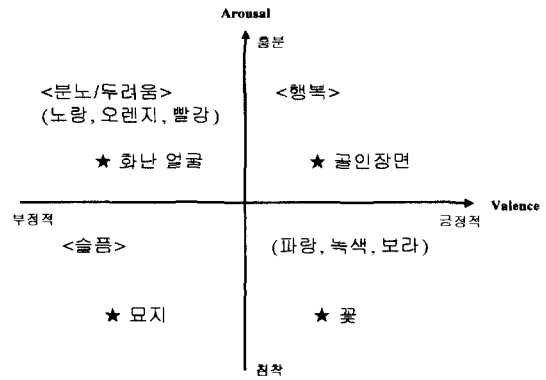 Arousal
흥분
<분노/두려움>
(노랑, 오렌지, 빨강)
<행복>
★ 화난 얼굴
★ 골인장면
부정적
긍정적
Valence
<슬픔>
(파랑, 녹색, 보라)
★ 묘지
★ 꽃
침착